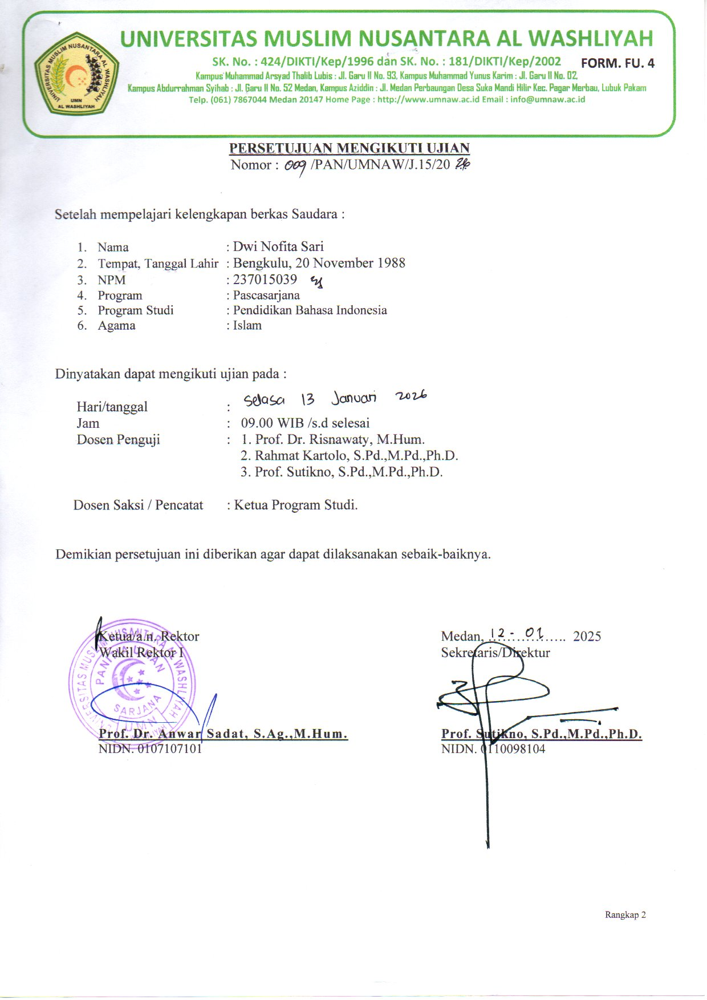 UNIVERSITAS MUSLIM NUSANTARA AL WASHLIYAH
SK. No. : 424/DIKTI/Kep/1996 dan SK. No. : 181/DIKTI/Kep/2002
FORM. FU. 4
Kampus Muhammad Arsyad Thalib Lubis : Jl. Garu II No. 93, Kampus Muhammad Yunus Karim : Jl. Garu II No. 02,
Kampus Abdurrahman Syihab : Jl. Garu II No. 52 Medan, Kampus Aziddin : Jl. Medan Perbaungan Desa Suka Mandi Hilir Kec. Pagar Merbau, Lubuk Pakam
Telp. (061) 7867044 Medan 20147 Home Page : http://www.umnaw.ac.id Email : info@umnaw.ac.id
UNIVERSITAS MUSLIM NUSANTARA AL WASHLIYAH
UMN
AL WASHLIYAH
PERSETUJUAN MENGIKUTI UJIAN
Nomor : 009 /PAN/UMNAW/J.15/20 26
Setelah mempelajari kelengkapan berkas Saudara :
1. Nama : Dwi Nofita Sari
2. Tempat, Tanggal Lahir : Bengkulu, 20 November 1988
3. NPM : 237015039
4. Program : Pascasarjana
5. Program Studi : Pendidikan Bahasa Indonesia
6. Agama : Islam
Dinyatakan dapat mengikuti ujian pada :
Hari/tanggal : Selasa 13 Januari 2026
Jam : 09.00 WIB /s.d selesai
Dosen Penguji : 1. Prof. Dr. Risnawaty, M.Hum.
2. Rahmat Kartolo, S.Pd.,M.Pd.,Ph.D.
3. Prof. Sutikno, S.Pd.,M.Pd.,Ph.D.
Dosen Saksi / Pencatat : Ketua Program Studi.
Demikian persetujuan ini diberikan agar dapat dilaksanakan sebaik-baiknya.
Ketua/a.n. Rektor
Wakil Rektor I
UNIVERSITAS MUSLIM NUSANTARA AL WASHLIYAH
PANITIA UJIAN
SARJANA
UMN
Prof. Dr. Anwar Sadat, S.Ag.,M.Hum.
NIDN. 0107107101
Medan, 12 - 01 2025
Sekretaris/Direktur
Prof. Sutikno, S.Pd.,M.Pd.,Ph.D.
NIDN. 0110098104
Rangkap 2